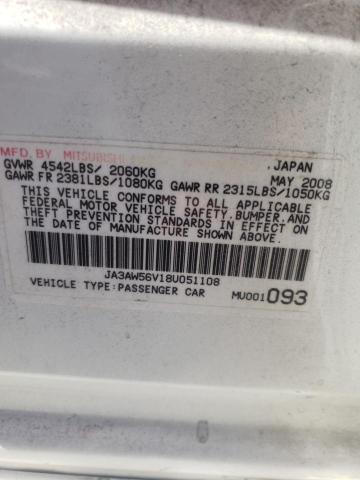 MFD. BY MITSUBISHI , JAPAN
GVWR 4542LBS/ 2060KG MAY 2008
GAWR FR 2381LBS/1080KG GAWR RR 2315LBS/1050KG
THIS VEHICLE CONFORMS TO ALL APPLICABLE
FEDERAL MOTOR VEHICLE SAFETY,BUMPER,AND
THEFT PREVENTION STANDARDS IN EFFECT ON
THE DATE OF MANUFACTURE SHOWN ABOVE.
JA3AW56V18U051108
VEHICLE TYPE:PASSENGER CAR MU001093